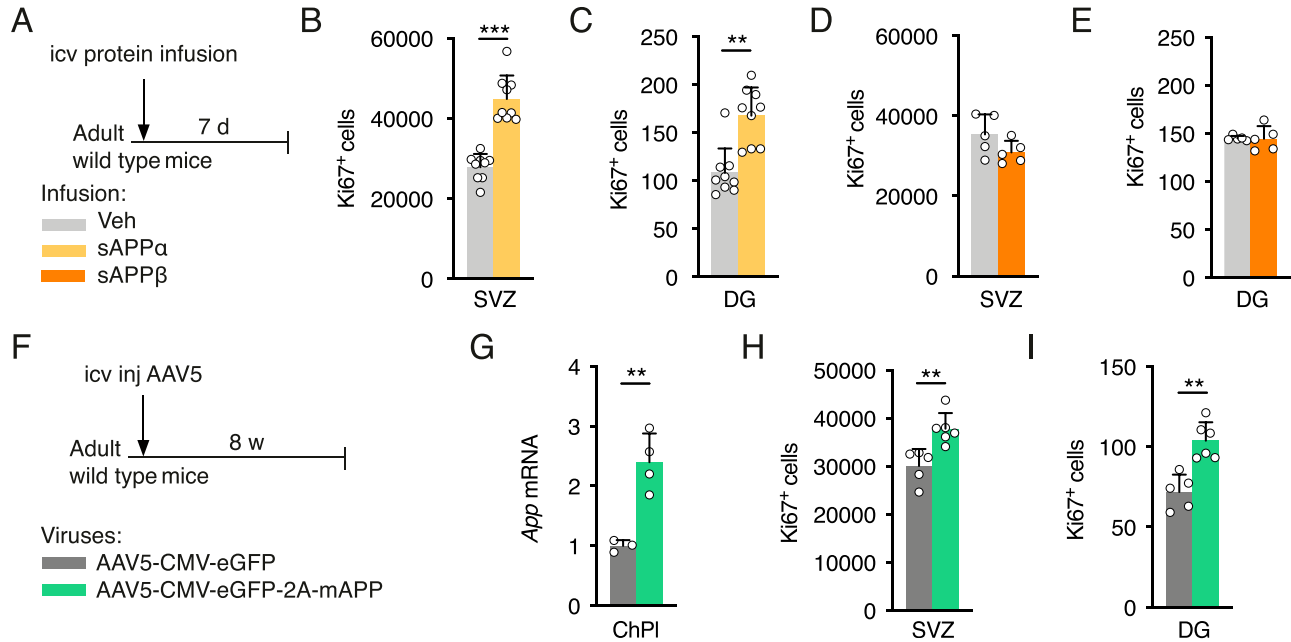 A
icv protein infusion
7 d
Adult
wild type mice
Infusion:
Veh
sAPPα
sAPPβ
B
***
60000
40000
20000
0
Ki67+ cells
SVZ
C
**
250
200
150
100
50
0
Ki67+ cells
DG
D
60000
40000
20000
0
Ki67+ cells
SVZ
E
250
200
150
100
50
0
Ki67+ cells
DG
F
icv inj AAV5
8 w
Adult
wild type mice
Viruses:
AAV5-CMV-eGFP
AAV5-CMV-eGFP-2A-mAPP
G
**
4
3
2
1
0
App mRNA
ChPl
H
**
50000
40000
30000
20000
10000
0
Ki67+ cells
SVZ
I
**
150
100
50
0
Ki67+ cells
DG